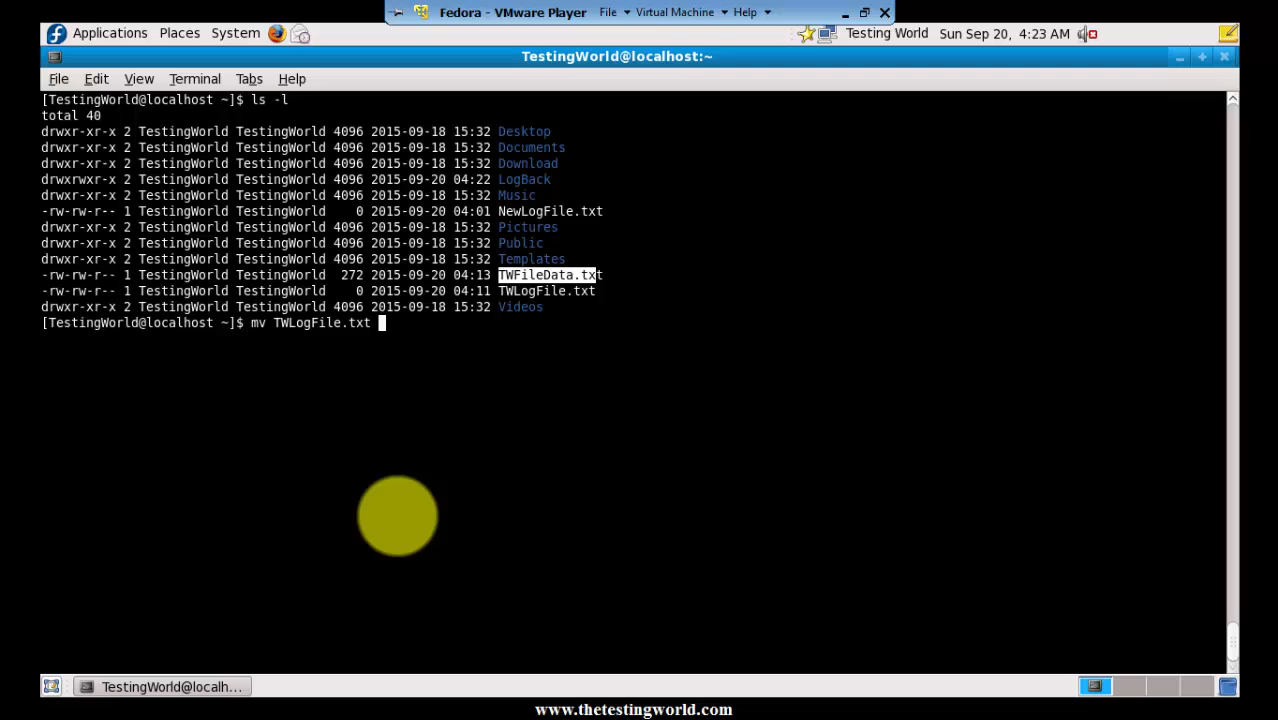 Fedora - VMware Player File Virtual Machine Help
Applications Places System Testing World Sun Sep 20, 4:23 AM
TestingWorld@localhost:~
File Edit View Terminal Tabs Help
[TestingWorld@localhost ~]$ ls -l
total 40
drwxr-xr-x 2 TestingWorld TestingWorld 4096 2015-09-18 15:32 Desktop
drwxr-xr-x 2 TestingWorld TestingWorld 4096 2015-09-18 15:32 Documents
drwxr-xr-x 2 TestingWorld TestingWorld 4096 2015-09-18 15:32 Download
drwxrwxr-x 2 TestingWorld TestingWorld 4096 2015-09-20 04:22 LogBack
drwxr-xr-x 2 TestingWorld TestingWorld 4096 2015-09-18 15:32 Music
-rw-rw-r-- 1 TestingWorld TestingWorld 0 2015-09-20 04:01 NewLogFile.txt
drwxr-xr-x 2 TestingWorld TestingWorld 4096 2015-09-18 15:32 Pictures
drwxr-xr-x 2 TestingWorld TestingWorld 4096 2015-09-18 15:32 Public
drwxr-xr-x 2 TestingWorld TestingWorld 4096 2015-09-18 15:32 Templates
-rw-rw-r-- 1 TestingWorld TestingWorld 272 2015-09-20 04:13 TWFileData.txt
-rw-rw-r-- 1 TestingWorld TestingWorld 0 2015-09-20 04:11 TWLogFile.txt
drwxr-xr-x 2 TestingWorld TestingWorld 4096 2015-09-18 15:32 Videos
[TestingWorld@localhost ~]$ mv TWLogFile.txt
TestingWorld@localh...
www.thetestingworld.com